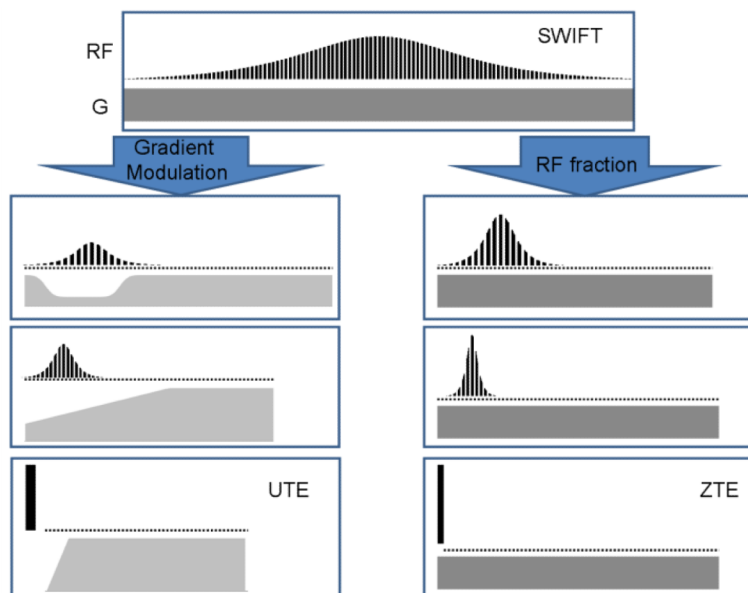 RF
SWIFT
G
Gradient
Modulation
RF fraction
UTE
ZTE